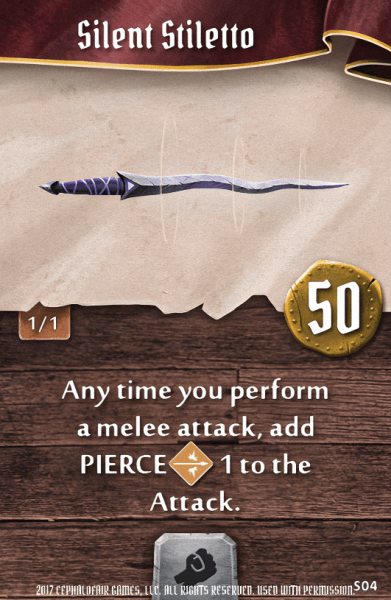 Silent Stiletto
50
1/1
Any time you perform
a melee attack, add
PIERCE 1 to the
Attack.
2017 CEPHALOFAIR GAMES, LLC. ALL RIGHTS RESERVED. USED WITH PERMISSION
S04